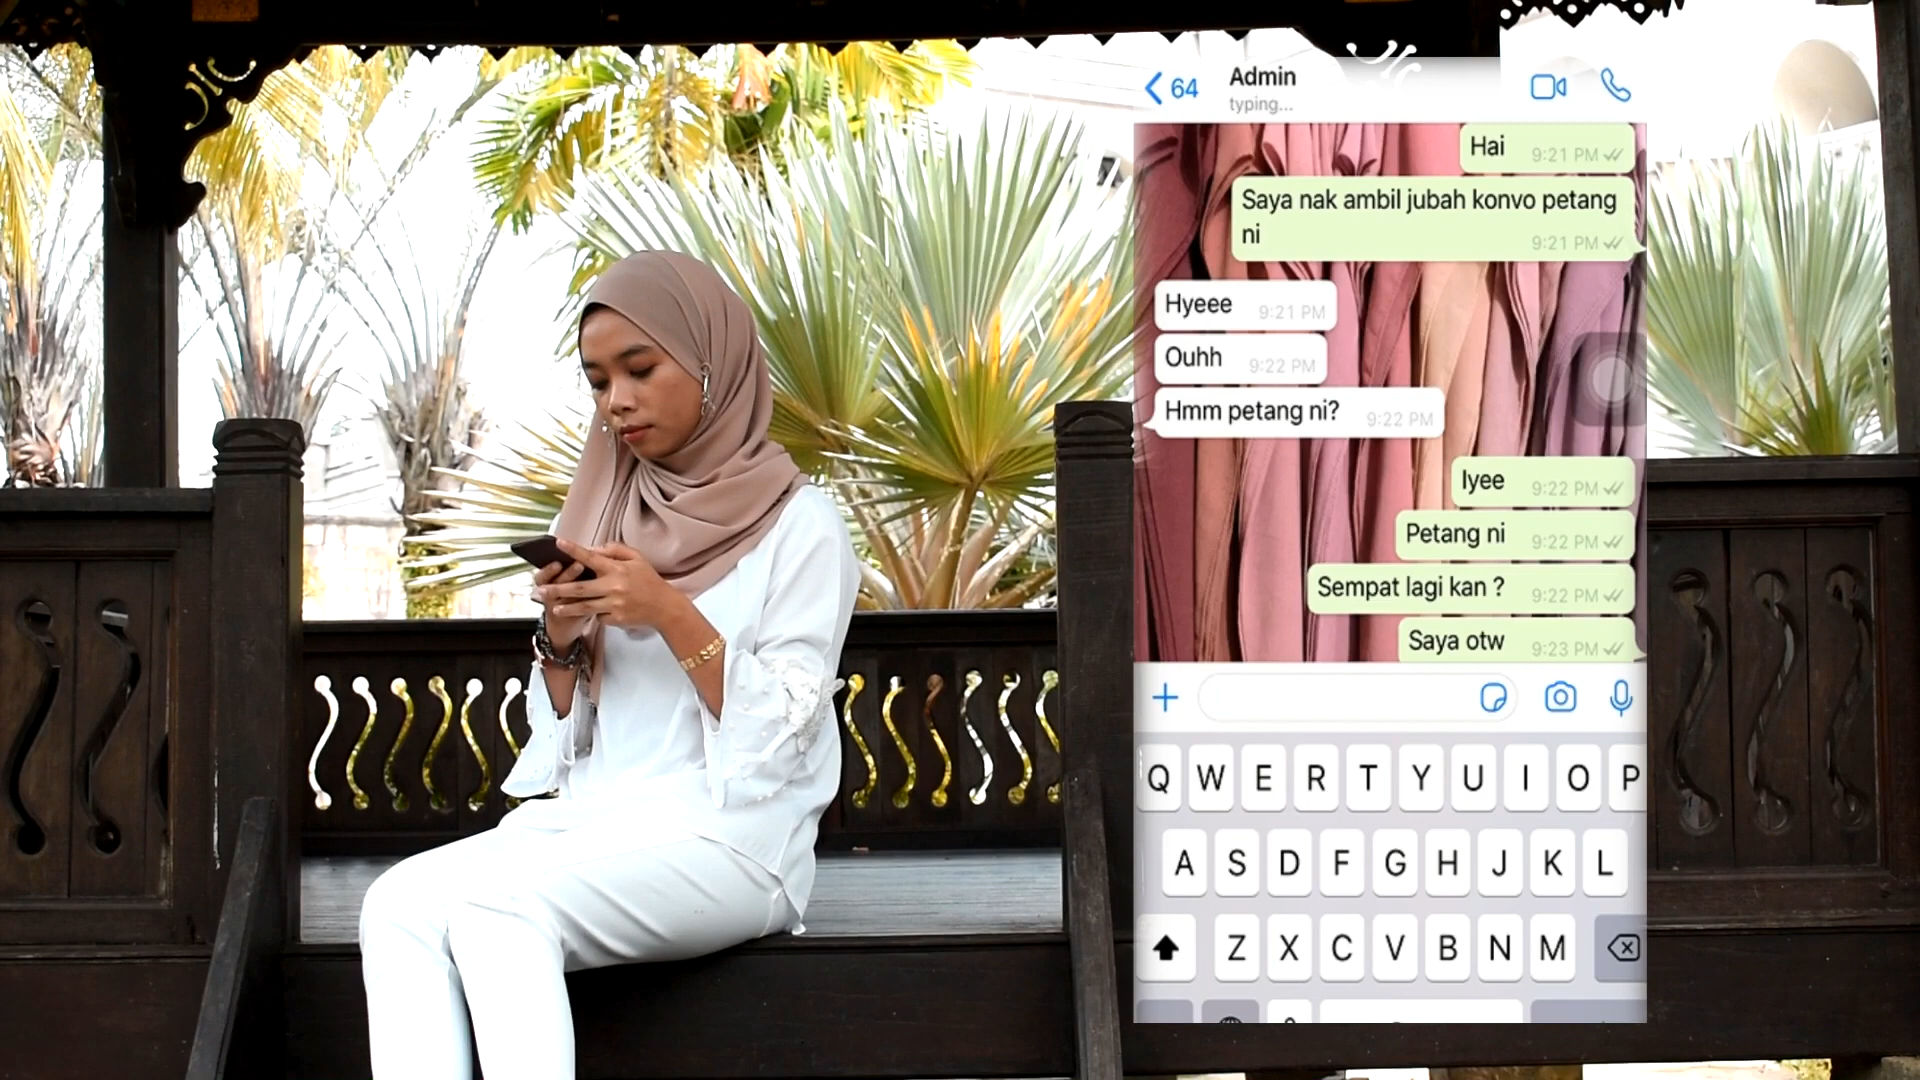 64
Admin
typing...
Hai 9:21 PM
Saya nak ambil jubah konvo petang
ni 9:21 PM
Hyeee 9:21 PM
Ouhh 9:22 PM
Hmm petang ni? 9:22 PM
Iyee 9:22 PM
Petang ni 9:22 PM
Sempat lagi kan ? 9:22 PM
Saya otw 9:23 PM
Q W E R T Y U I O P
A S D F G H J K L
Z X C V B N M